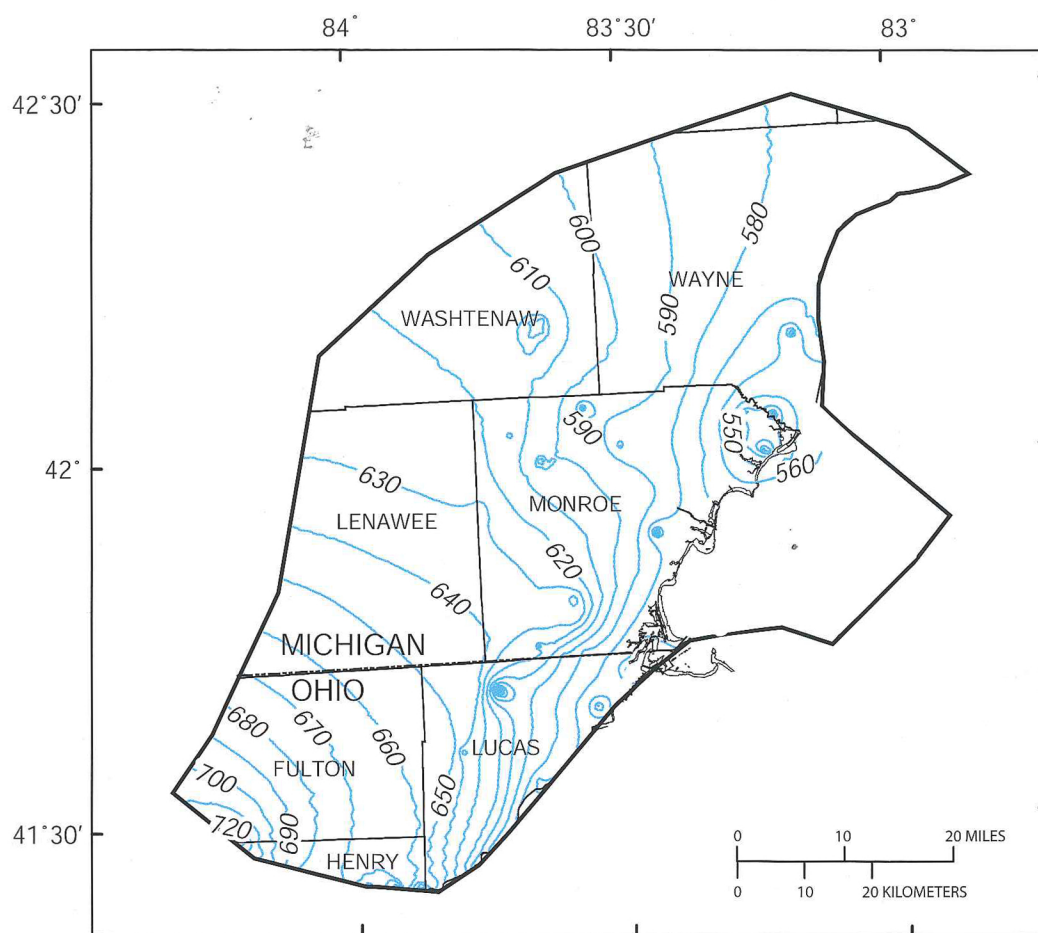 84°
83°30′
83°
42°30′
600
580
610
WAYNE
WASHTENAW
590
590
550
42°
560
630
MONROE
LENAWEE
620
640
MICHIGAN
OHIO
680
670
660
LUCAS
FULTON
700
650
720
690
41°30′
0 10 20 MILES
HENRY
0 10 20 KILOMETERS